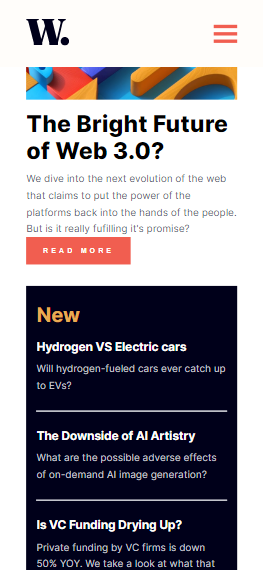 W.
The Bright Future
of Web 3.0?
We dive into the next evolution of the web
that claims to put the power of the
platforms back into the hands of the people.
But is it really fufilling it's promise?
READ MORE
New
Hydrogen VS Electric cars
Will hydrogen-fueled cars ever catch up
to EVs?
The Downside of AI Artistry
What are the possible adverse effects
of on-demand AI image generation?
Is VC Funding Drying Up?
Private funding by VC firms is down
50% YOY. We take a look at what that